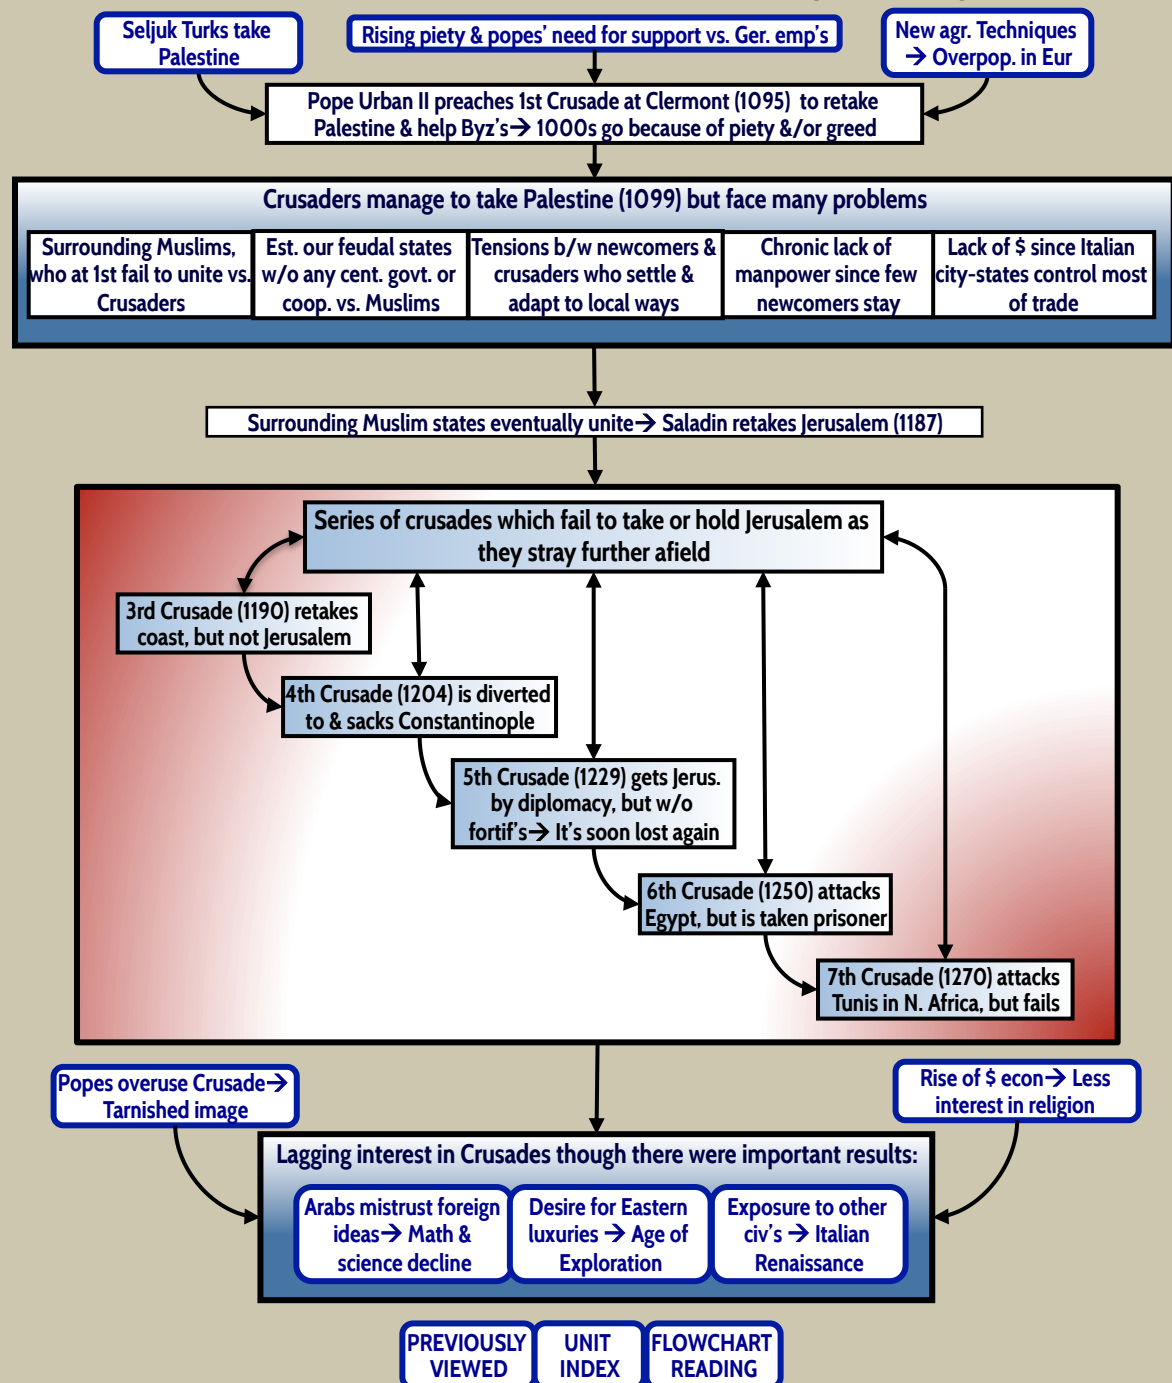 Seljuk Turks take
Palestine
Rising piety & popes' need for support vs. Ger. emp's
New agr. Techniques
→ Overpop. in Eur
Pope Urban II preaches 1st Crusade at Clermont (1095) to retake
Palestine & help Byz's→ 1000s go because of piety &/or greed
Crusaders manage to take Palestine (1099) but face many problems
Surrounding Muslims,
who at 1st fail to unite vs.
Crusaders
Est. our feudal states
w/o any cent. govt. or
coop. vs. Muslims
Tensions b/w newcomers &
crusaders who settle &
adapt to local ways
Chronic lack of
manpower since few
newcomers stay
Lack of $ since Italian
city-states control most
of trade
Surrounding Muslim states eventually unite→ Saladin retakes Jerusalem (1187)
Series of crusades which fail to take or hold Jerusalem as
they stray further afield
3rd Crusade (1190) retakes
coast, but not Jerusalem
4th Crusade (1204) is diverted
to & sacks Constantinople
5th Crusade (1229) gets Jerus.
by diplomacy, but w/o
fortif's→ It's soon lost again
6th Crusade (1250) attacks
Egypt, but is taken prisoner
7th Crusade (1270) attacks
Tunis in N. Africa, but fails
Popes overuse Crusade→
Tarnished image
Rise of $ econ→ Less
interest in religion
Lagging interest in Crusades though there were important results:
Arabs mistrust foreign
ideas→ Math &
science decline
Desire for Eastern
luxuries → Age of
Exploration
Exposure to other
civ's → Italian
Renaissance
PREVIOUSLY
VIEWED
UNIT
INDEX
FLOWCHART
READING